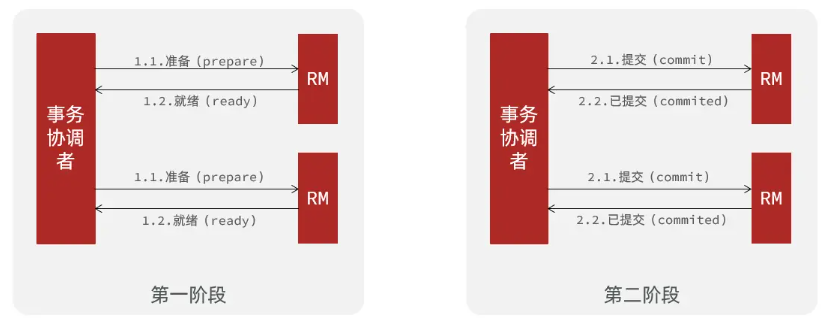 事务
协调
者
1.1.准备(prepare)
1.2.就绪(ready)
RM
1.1.准备(prepare)
1.2.就绪(ready)
RM
第一阶段
事务
协调
者
2.1.提交(commit)
2.2.已提交(commited)
RM
2.1.提交(commit)
2.2.已提交(commited)
RM
第二阶段